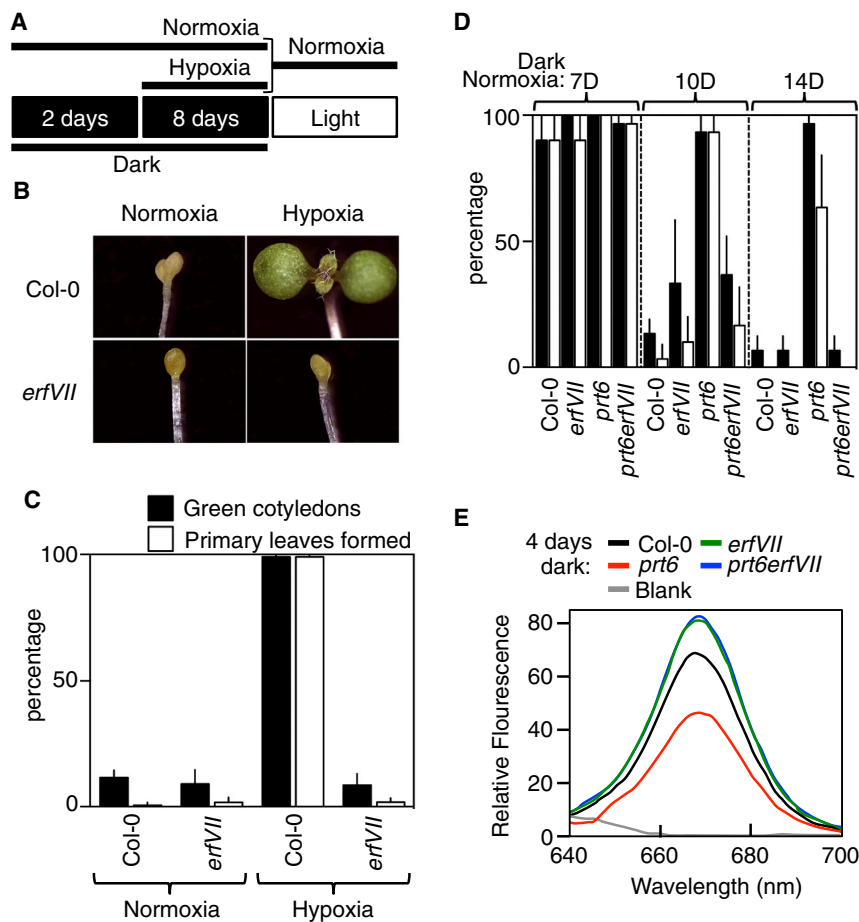 A
Normoxia
Normoxia
Hypoxia
2 days
8 days
Light
Dark
B
Normoxia
Hypoxia
Col-0
erfVII
C
Green cotyledons
Primary leaves formed
percentage
100
50
0
Col-0
erfVII
Col-0
erfVII
Normoxia
Hypoxia
D
Dark
Normoxia: 7D 10D 14D
percentage
100
50
0
Col-0
erfVII
prt6
prt6erfVII
Col-0
erfVII
prt6
prt6erfVII
Col-0
erfVII
prt6
prt6erfVII
E
4 days
dark:
Col-0
erfVII
prt6
prt6erfVII
Blank
Relative Flourescence
80
60
40
20
0
640 660 680 700
Wavelength (nm)